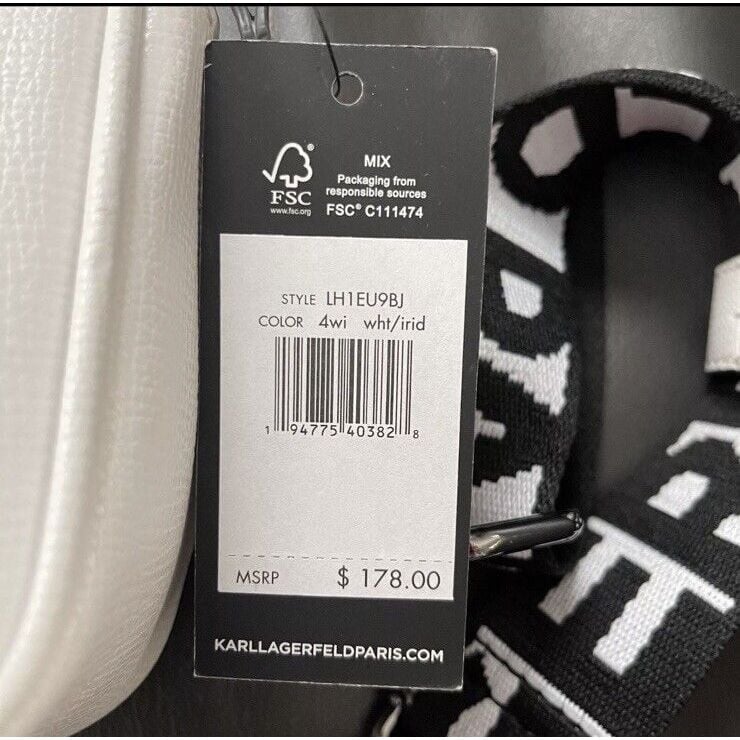 FSC®
www.fsc.org
MIX
Packaging from
responsible sources
FSC® C111474
STYLE LH1EU9BJ
COLOR 4wi wht/irid
1 94775 40382 8
MSRP $ 178.00
KARLLAGERFELDPARIS.COM